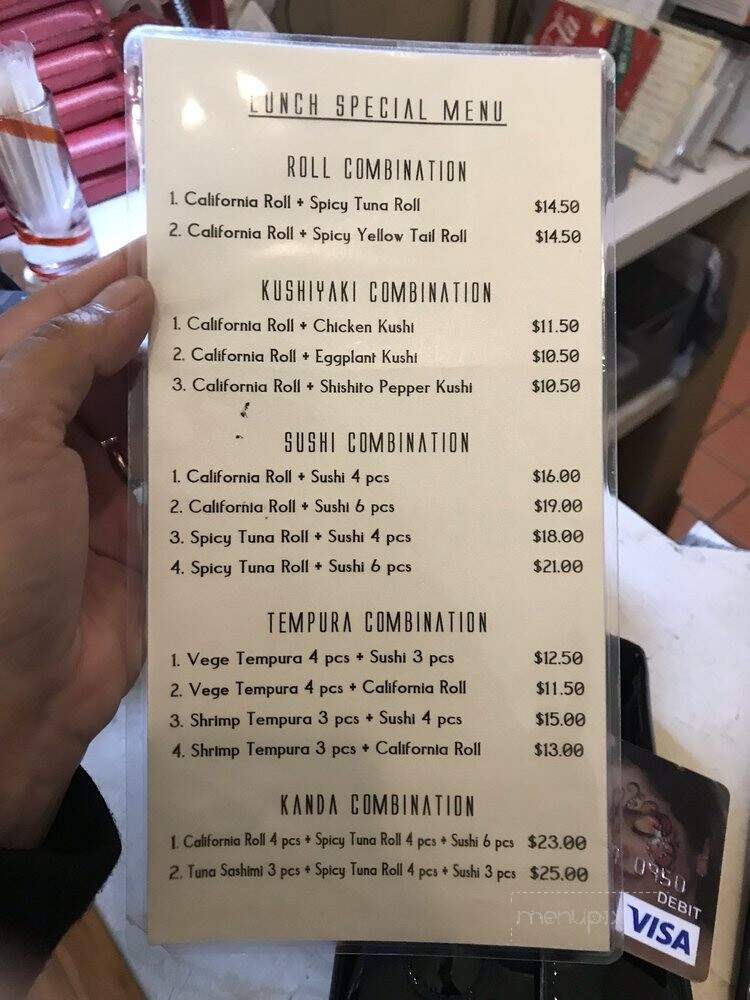 LUNCH SPECIAL MENU
ROLL COMBINATION
1. California Roll + Spicy Tuna Roll $14.50
2. California Roll + Spicy Yellow Tail Roll $14.50
KUSHIYAKI COMBINATION
1. California Roll + Chicken Kushi $11.50
2. California Roll + Eggplant Kushi $10.50
3. California Roll + Shishito Pepper Kushi $10.50
SUSHI COMBINATION
1. California Roll + Sushi 4 pcs $16.00
2. California Roll + Sushi 6 pcs $19.00
3. Spicy Tuna Roll + Sushi 4 pcs $18.00
4. Spicy Tuna Roll + Sushi 6 pcs $21.00
TEMPURA COMBINATION
1. Vege Tempura 4 pcs + Sushi 3 pcs $12.50
2. Vege Tempura 4 pcs + California Roll $11.50
3. Shrimp Tempura 3 pcs + Sushi 4 pcs $15.00
4. Shrimp Tempura 3 pcs + California Roll $13.00
KANDA COMBINATION
1. California Roll 4 pcs + Spicy Tuna Roll 4 pcs + Sushi 6 pcs $23.00
2. Tuna Sashimi 3 pcs + Spicy Tuna Roll 4 pcs + Sushi 3 pcs $25.00
menupix
0950
DEBIT
VISA